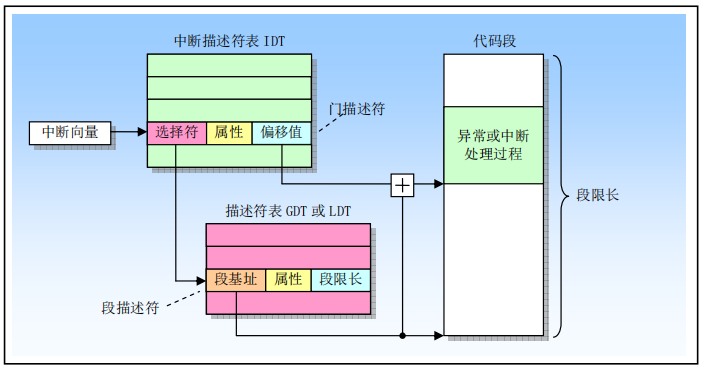 中断描述符表 IDT
代码段
门描述符
中断向量
选择符
属性
偏移值
异常或中断
处理过程
+
段限长
描述符表 GDT 或 LDT
段基址
属性
段限长
段描述符